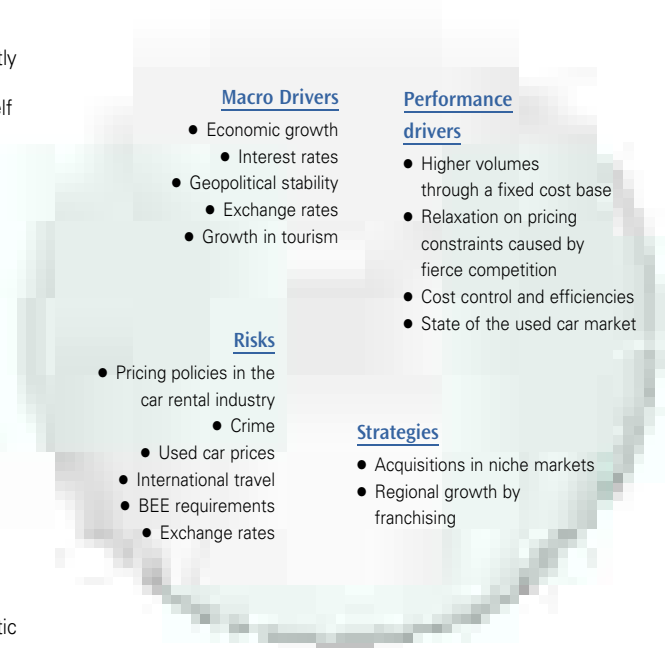 tly
elf
Macro Drivers
• Economic growth
• Interest rates
• Geopolitical stability
• Exchange rates
• Growth in tourism
Performance
drivers
• Higher volumes
through a fixed cost base
• Relaxation on pricing
constraints caused by
fierce competition
• Cost control and efficiencies
• State of the used car market
Risks
• Pricing policies in the
car rental industry
• Crime
• Used car prices
• International travel
• BEE requirements
• Exchange rates
Strategies
• Acquisitions in niche markets
• Regional growth by
franchising
tic